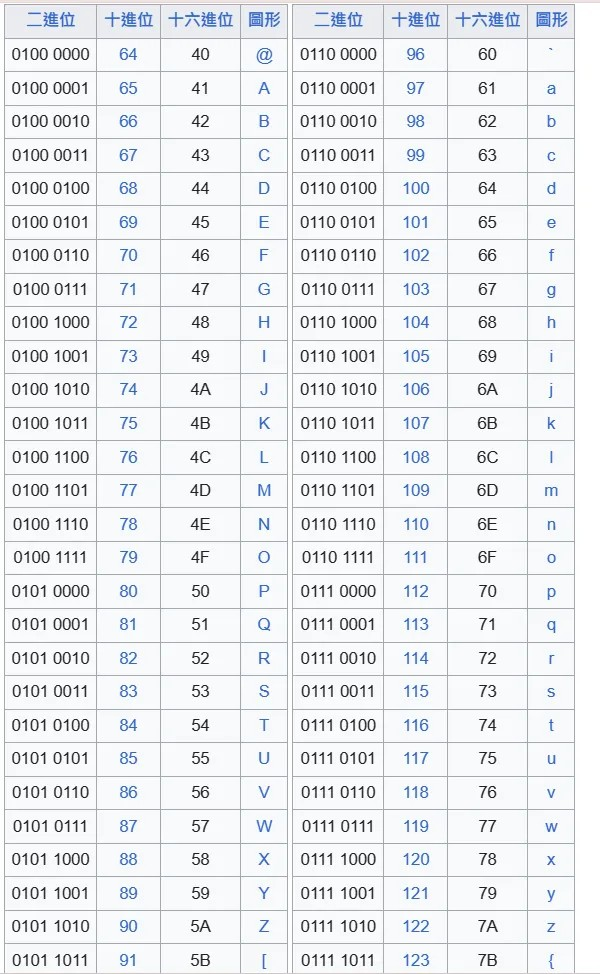 二進位 十進位 十六進位 圖形 二進位 十進位 十六進位 圖形
0100 0000 64 40 @ 0110 0000 96 60 `
0100 0001 65 41 A 0110 0001 97 61 a
0100 0010 66 42 B 0110 0010 98 62 b
0100 0011 67 43 C 0110 0011 99 63 c
0100 0100 68 44 D 0110 0100 100 64 d
0100 0101 69 45 E 0110 0101 101 65 e
0100 0110 70 46 F 0110 0110 102 66 f
0100 0111 71 47 G 0110 0111 103 67 g
0100 1000 72 48 H 0110 1000 104 68 h
0100 1001 73 49 I 0110 1001 105 69 i
0100 1010 74 4A J 0110 1010 106 6A j
0100 1011 75 4B K 0110 1011 107 6B k
0100 1100 76 4C L 0110 1100 108 6C l
0100 1101 77 4D M 0110 1101 109 6D m
0100 1110 78 4E N 0110 1110 110 6E n
0100 1111 79 4F O 0110 1111 111 6F o
0101 0000 80 50 P 0111 0000 112 70 p
0101 0001 81 51 Q 0111 0001 113 71 q
0101 0010 82 52 R 0111 0010 114 72 r
0101 0011 83 53 S 0111 0011 115 73 s
0101 0100 84 54 T 0111 0100 116 74 t
0101 0101 85 55 U 0111 0101 117 75 u
0101 0110 86 56 V 0111 0110 118 76 v
0101 0111 87 57 W 0111 0111 119 77 w
0101 1000 88 58 X 0111 1000 120 78 x
0101 1001 89 59 Y 0111 1001 121 79 y
0101 1010 90 5A Z 0111 1010 122 7A z
0101 1011 91 5B [ 0111 1011 123 7B {